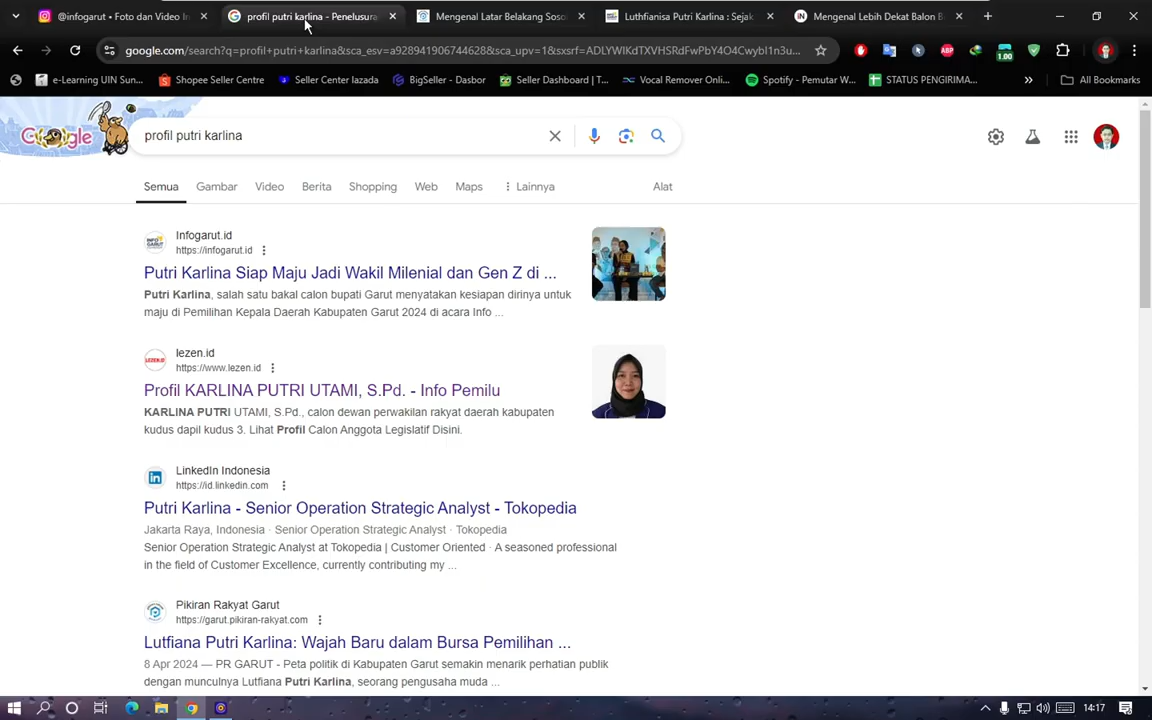 @infogarut • Foto dan Video In
profil putri karlina - Penelusura
Mengenal Latar Belakang Soso
Luthfianisa Putri Karlina : Sejak
Mengenal Lebih Dekat Balon B
google.com/search?q=profil+putri+karlina&sca_esv=a928941906744628&sca_upv=1&sxsrf=ADLYWIKdTXVHSRdFwPbY4O4Cwybl1n3u...
e-Learning UIN Sun...
Shopee Seller Centre
Seller Center lazada
BigSeller - Dasbor
Seller Dashboard | T...
Vocal Remover Onli...
Spotify - Pemutar W...
STATUS PENGIRIMA...
All Bookmarks
1.00
ABP
Google
profil putri karlina
Semua
Gambar
Video
Berita
Shopping
Web
Maps
Lainnya
Alat
Infogarut.id
https://infogarut.id
Putri Karlina Siap Maju Jadi Wakil Milenial dan Gen Z di ...
Putri Karlina, salah satu bakal calon bupati Garut menyatakan kesiapan dirinya untuk
maju di Pemilihan Kepala Daerah Kabupaten Garut 2024 di acara Info ...
lezen.id
https://www.lezen.id
Profil KARLINA PUTRI UTAMI, S.Pd. - Info Pemilu
KARLINA PUTRI UTAMI, S.Pd., calon dewan perwakilan rakyat daerah kabupaten
kudus dapil kudus 3. Lihat Profil Calon Anggota Legislatif Disini.
LinkedIn Indonesia
https://id.linkedin.com
Putri Karlina - Senior Operation Strategic Analyst - Tokopedia
Jakarta Raya, Indonesia · Senior Operation Strategic Analyst · Tokopedia
Senior Operation Strategic Analyst at Tokopedia | Customer Oriented · A seasoned professional
in the field of Customer Excellence, currently contributing my ...
Pikiran Rakyat Garut
https://garut.pikiran-rakyat.com
Lutfiana Putri Karlina: Wajah Baru dalam Bursa Pemilihan ...
8 Apr 2024 — PR GARUT - Peta politik di Kabupaten Garut semakin menarik perhatian publik
dengan munculnya Lutfiana Putri Karlina, seorang pengusaha muda ...
14:17